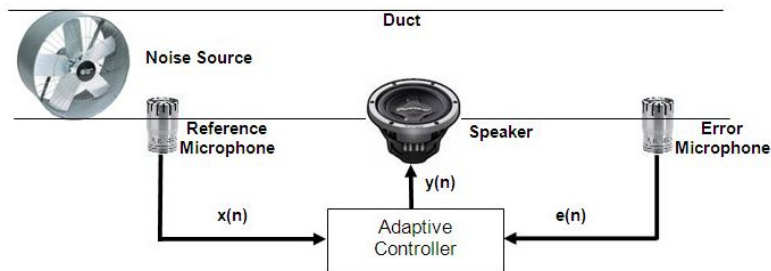 Duct
Noise Source
Reference
Microphone
Speaker
Error
Microphone
y(n)
x(n)
e(n)
Adaptive
Controller